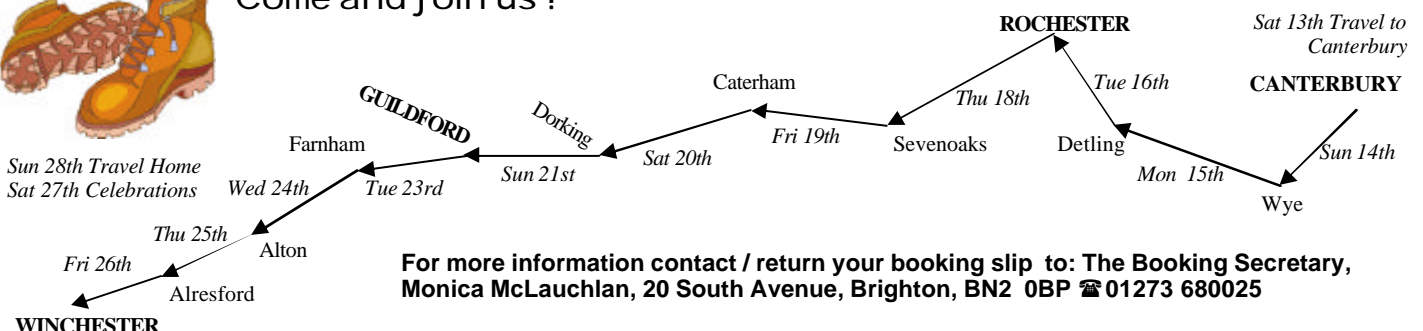 Come and join us !
ROCHESTER
Sat 13th Travel to
Canterbury
CANTERBURY
Tue 16th
Thu 18th
Caterham
GUILDFORD
Dorking
Fri 19th
Sevenoaks
Detling
Sun 14th
Farnham
Sat 20th
Sun 28th Travel Home
Sat 27th Celebrations
Wed 24th
Tue 23rd
Sun 21st
Mon 15th
Wye
Thu 25th
Alton
Fri 26th
Alresford
WINCHESTER
For more information contact / return your booking slip to: The Booking Secretary,
Monica McLauchlan, 20 South Avenue, Brighton, BN2 0BP ☎01273 680025